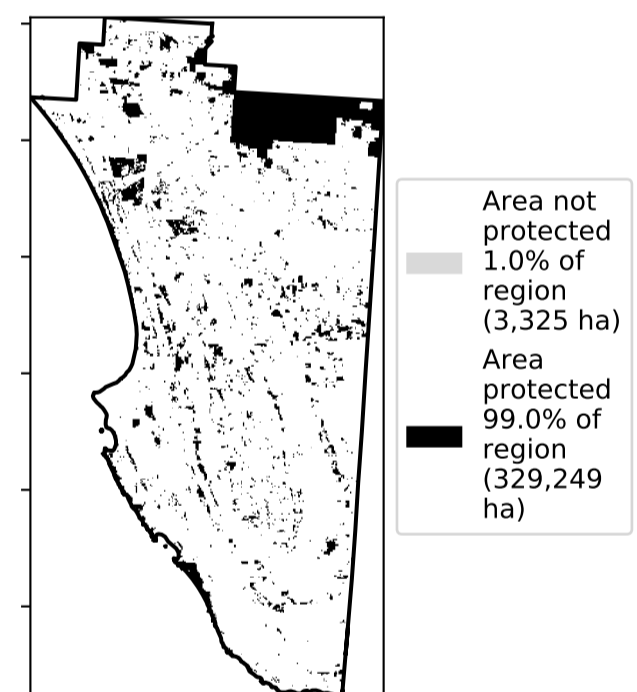 Area not
protected
1.0% of
region
(3,325 ha)
Area
protected
99.0% of
region
(329,249
ha)